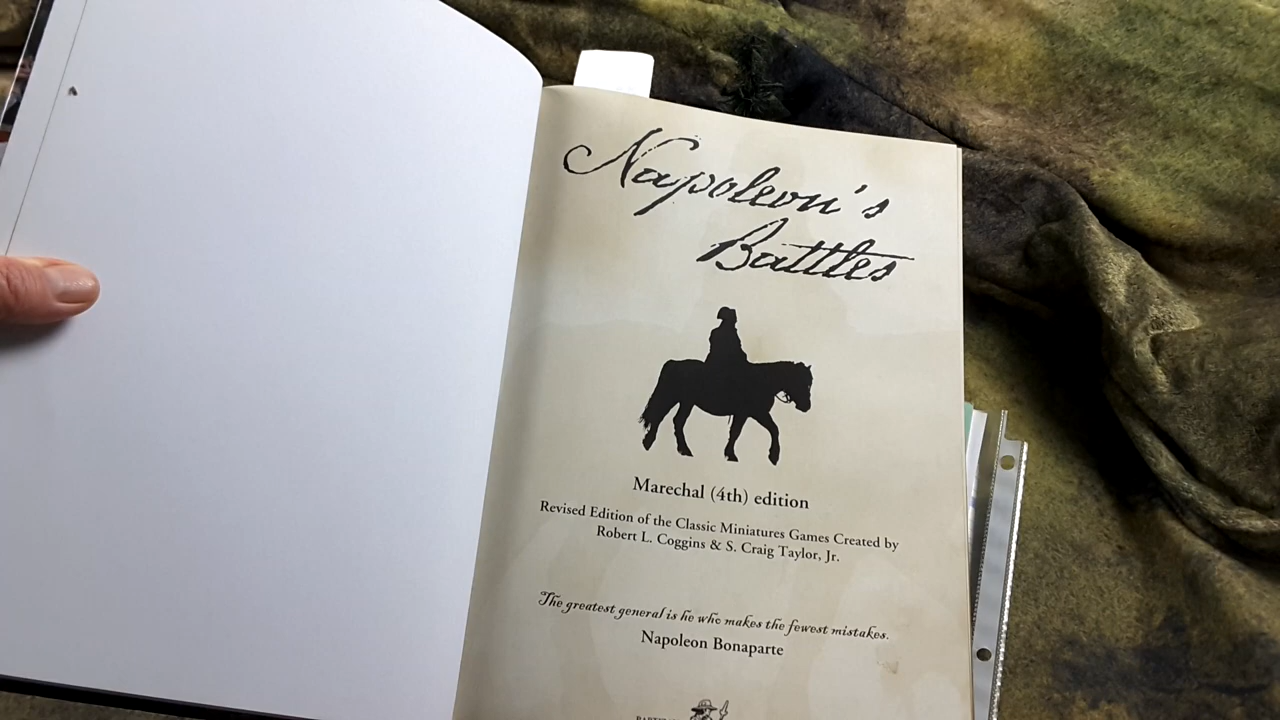 Napoleon's
Battles
Marechal (4th) edition
Revised Edition of the Classic Miniatures Games Created by
Robert L. Coggins & S. Craig Taylor, Jr.
The greatest general is he who makes the fewest mistakes.
Napoleon Bonaparte